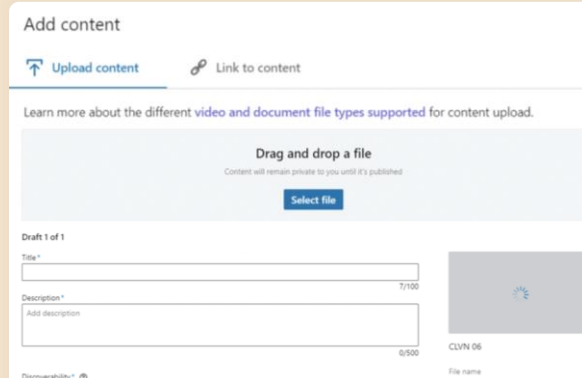 Add content
Upload content
Link to content
Learn more about the different video and document file types supported for content upload.
Drag and drop a file
Content will remain private to you until it's published
Select file
Draft 1 of 1
Title*
7/100
Description*
Add description
0/500
CLVN 06
File name
Discoverability*